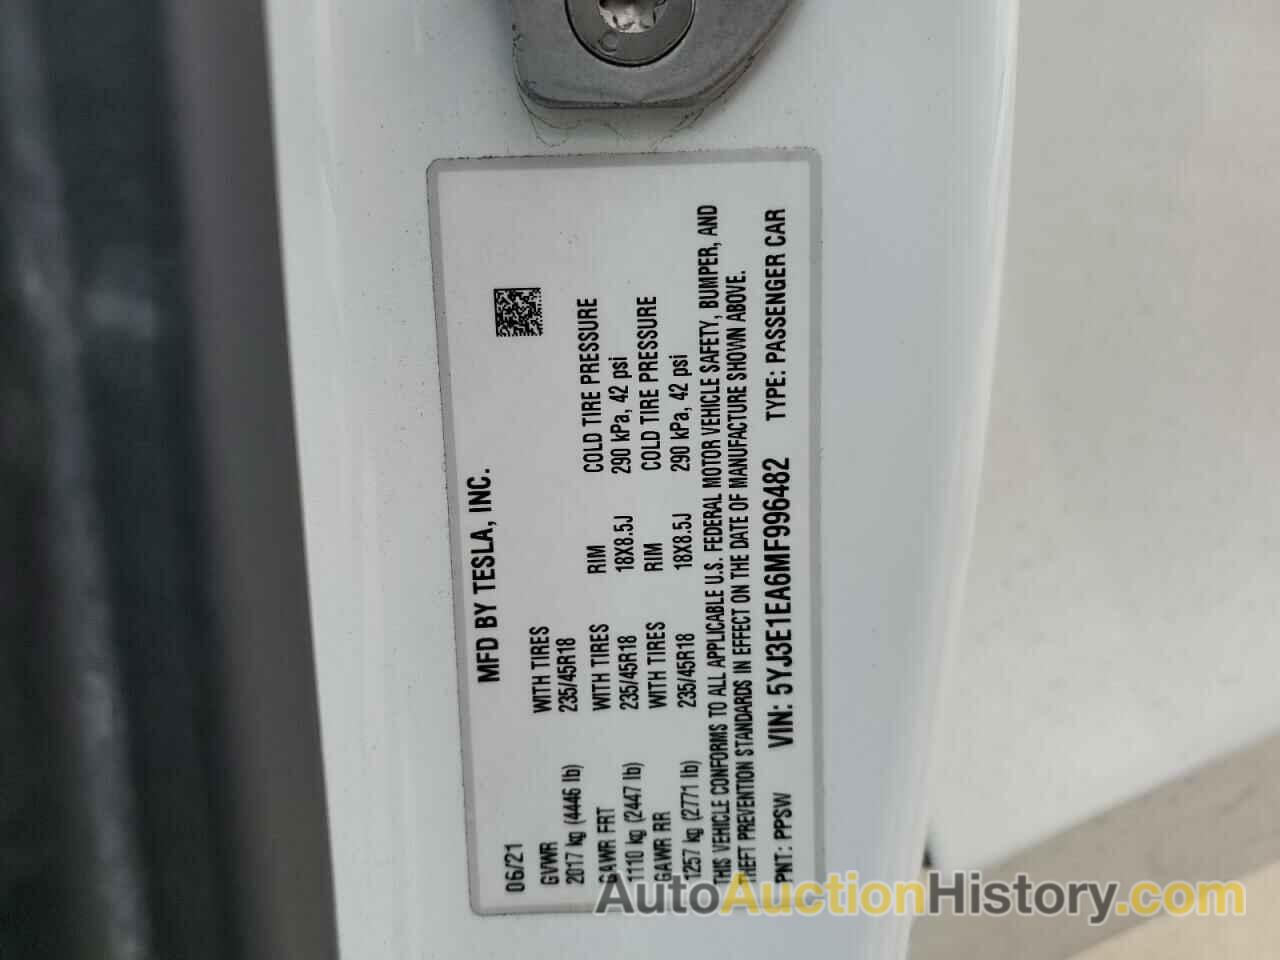 MFD BY TESLA, INC.
06/21
GVWR WITH TIRES
2017 kg (4446 lb) 235/45R18
GAWR FRT WITH TIRES RIM COLD TIRE PRESSURE
1110 kg (2447 lb) 235/45R18 18X8.5J 290 kPa, 42 psi
GAWR RR WITH TIRES RIM COLD TIRE PRESSURE
1257 kg (2771 lb) 235/45R18 18X8.5J 290 kPa, 42 psi
THIS VEHICLE CONFORMS TO ALL APPLICABLE U.S. FEDERAL MOTOR VEHICLE SAFETY, BUMPER, AND
THEFT PREVENTION STANDARDS IN EFFECT ON THE DATE OF MANUFACTURE SHOWN ABOVE.
PNT: PPSW VIN: 5YJ3E1EA6MF996482 TYPE: PASSENGER CAR
AutoAuctionHistory.com